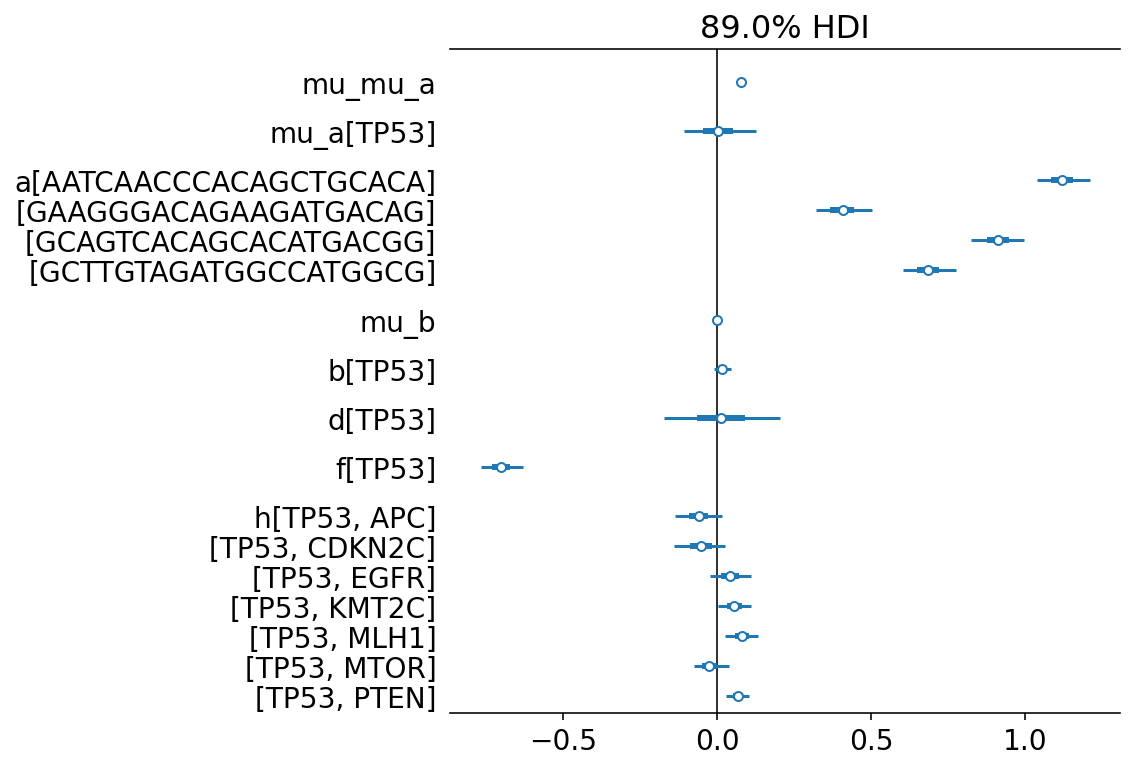 89.0% HDI
mu_mu_a
mu_a[TP53]
a[AATCAACCCACAGCTGCACA]
[GAAGGGACAGAAGATGACAG]
[GCAGTCACAGCACATGACGG]
[GCTTGTAGATGGCCATGGCG]
mu_b
b[TP53]
d[TP53]
f[TP53]
h[TP53, APC]
[TP53, CDKN2C]
[TP53, EGFR]
[TP53, KMT2C]
[TP53, MLH1]
[TP53, MTOR]
[TP53, PTEN]
−0.5 0.0 0.5 1.0